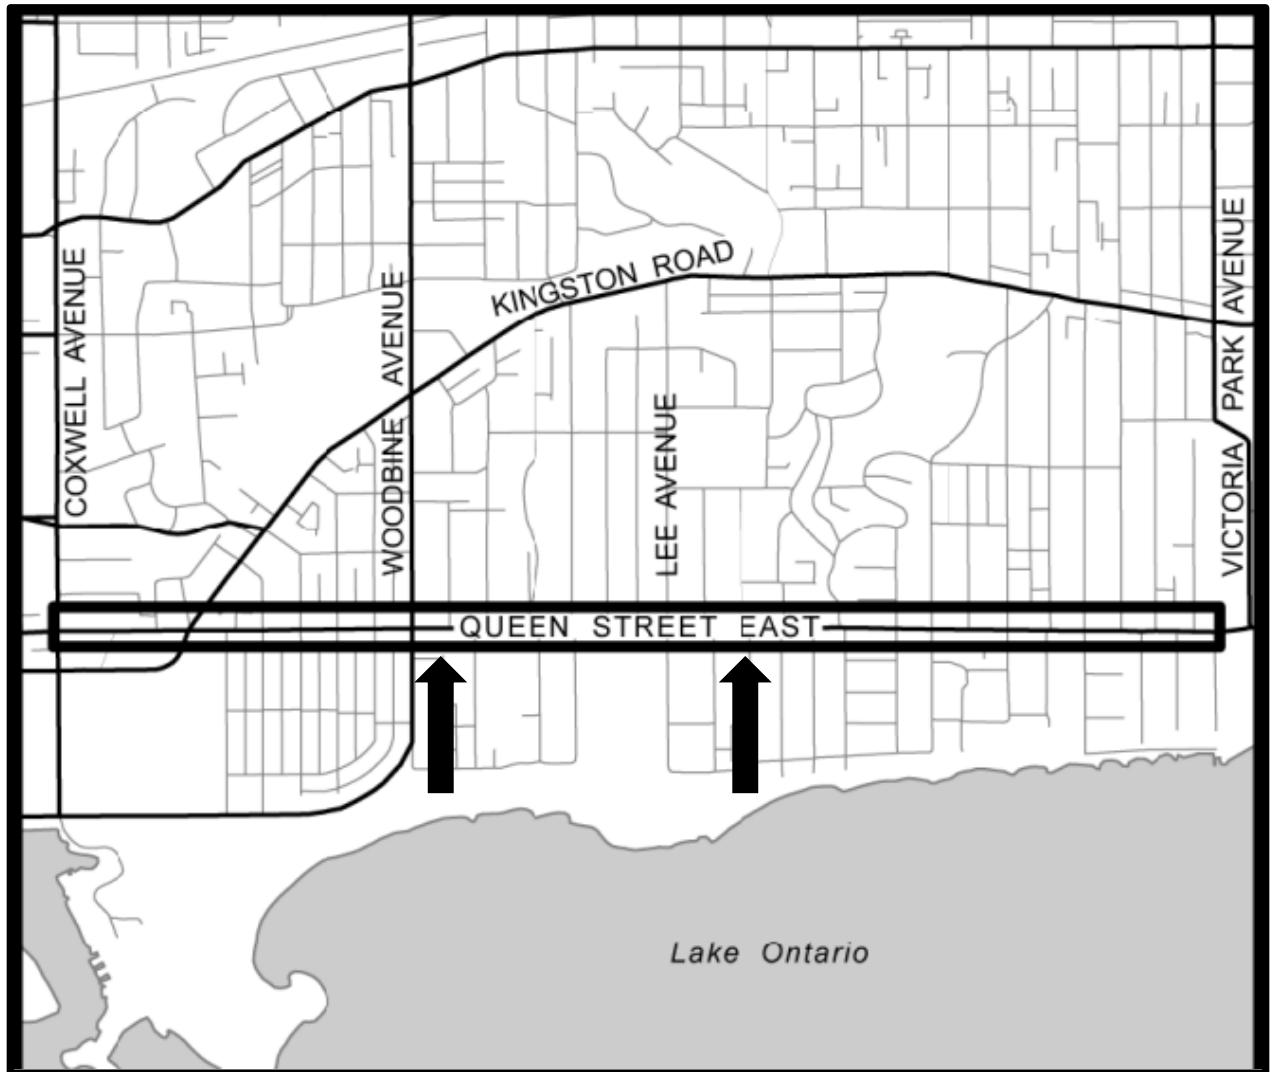 KINGSTON ROAD
COXWELL AVENUE
WOODBINE AVENUE
LEE AVENUE
VICTORIA PARK AVENUE
QUEEN STREET EAST
Lake Ontario